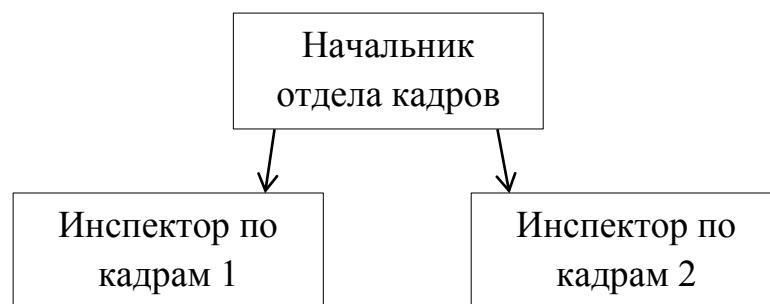 Начальник
отдела кадров
Инспектор по
кадрам 1
Инспектор по
кадрам 2